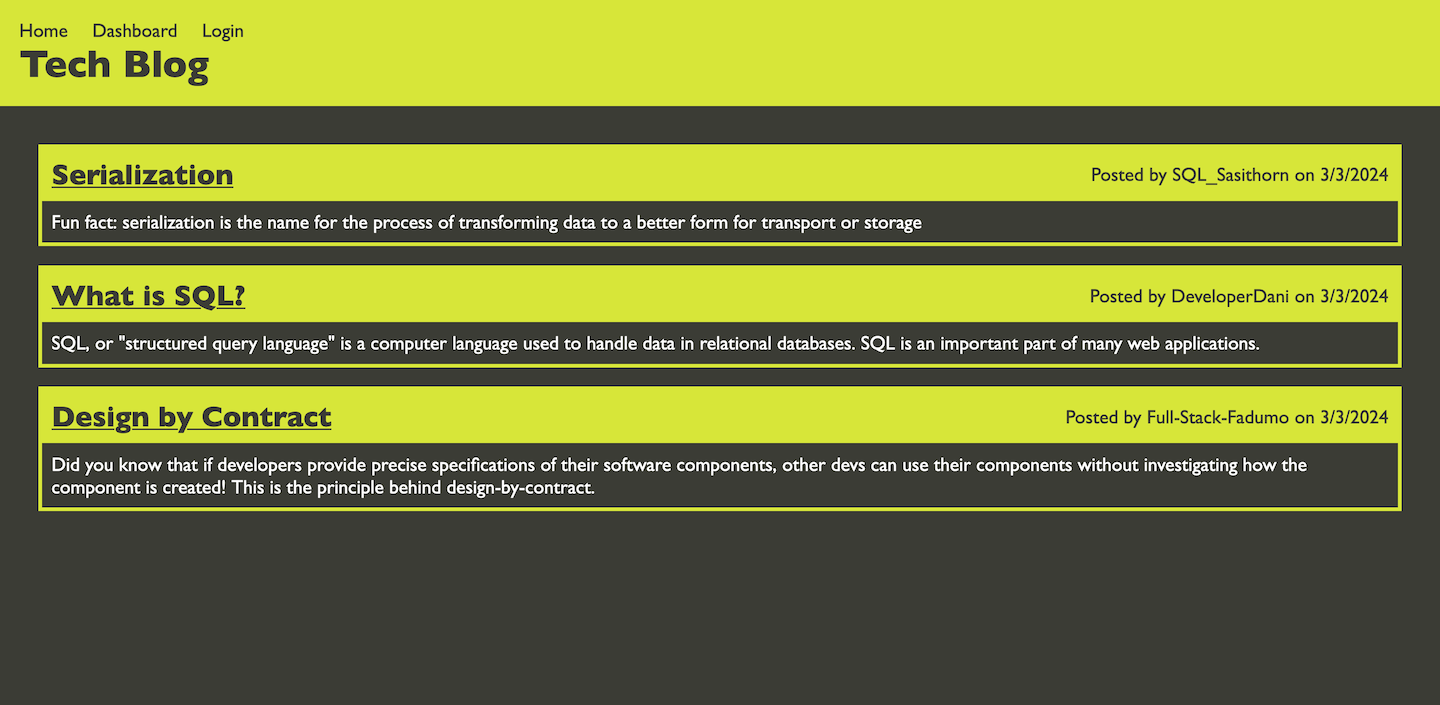 Home Dashboard Login
Tech Blog
Serialization Posted by SQL_Sasithorn on 3/3/2024
Fun fact: serialization is the name for the process of transforming data to a better form for transport or storage
What is SQL? Posted by DeveloperDani on 3/3/2024
SQL, or "structured query language" is a computer language used to handle data in relational databases. SQL is an important part of many web applications.
Design by Contract Posted by Full-Stack-Fadumo on 3/3/2024
Did you know that if developers provide precise specifications of their software components, other devs can use their components without investigating how the
component is created! This is the principle behind design-by-contract.